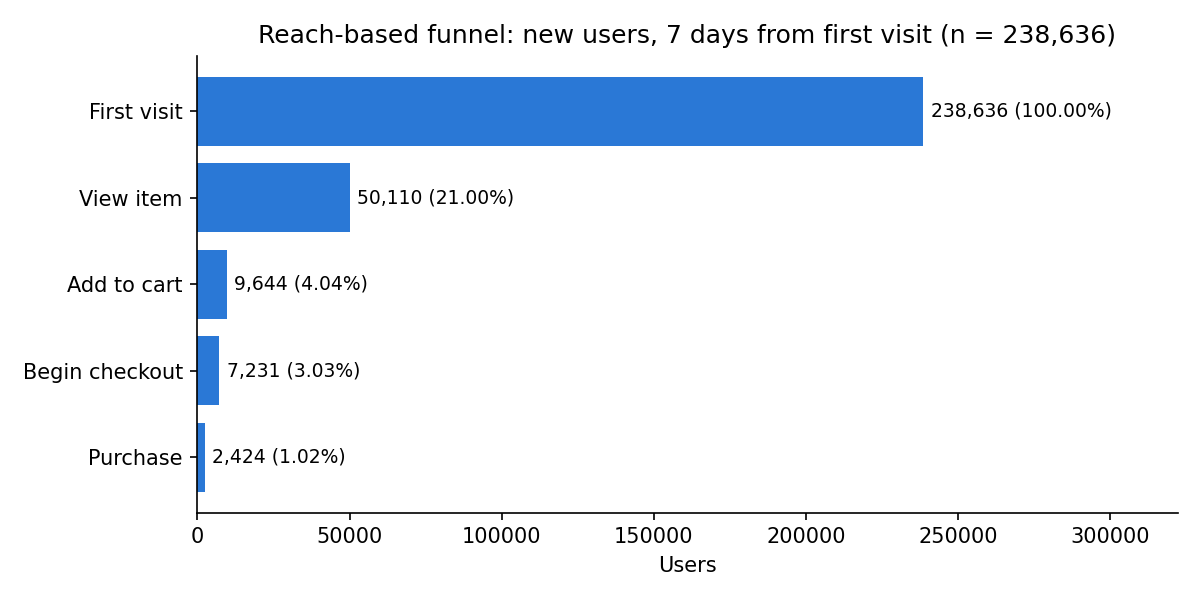 Reach-based funnel: new users, 7 days from first visit (n = 238,636)
First visit
238,636 (100.00%)
View item
50,110 (21.00%)
Add to cart
9,644 (4.04%)
Begin checkout
7,231 (3.03%)
Purchase
2,424 (1.02%)
0 50000 100000 150000 200000 250000 300000
Users